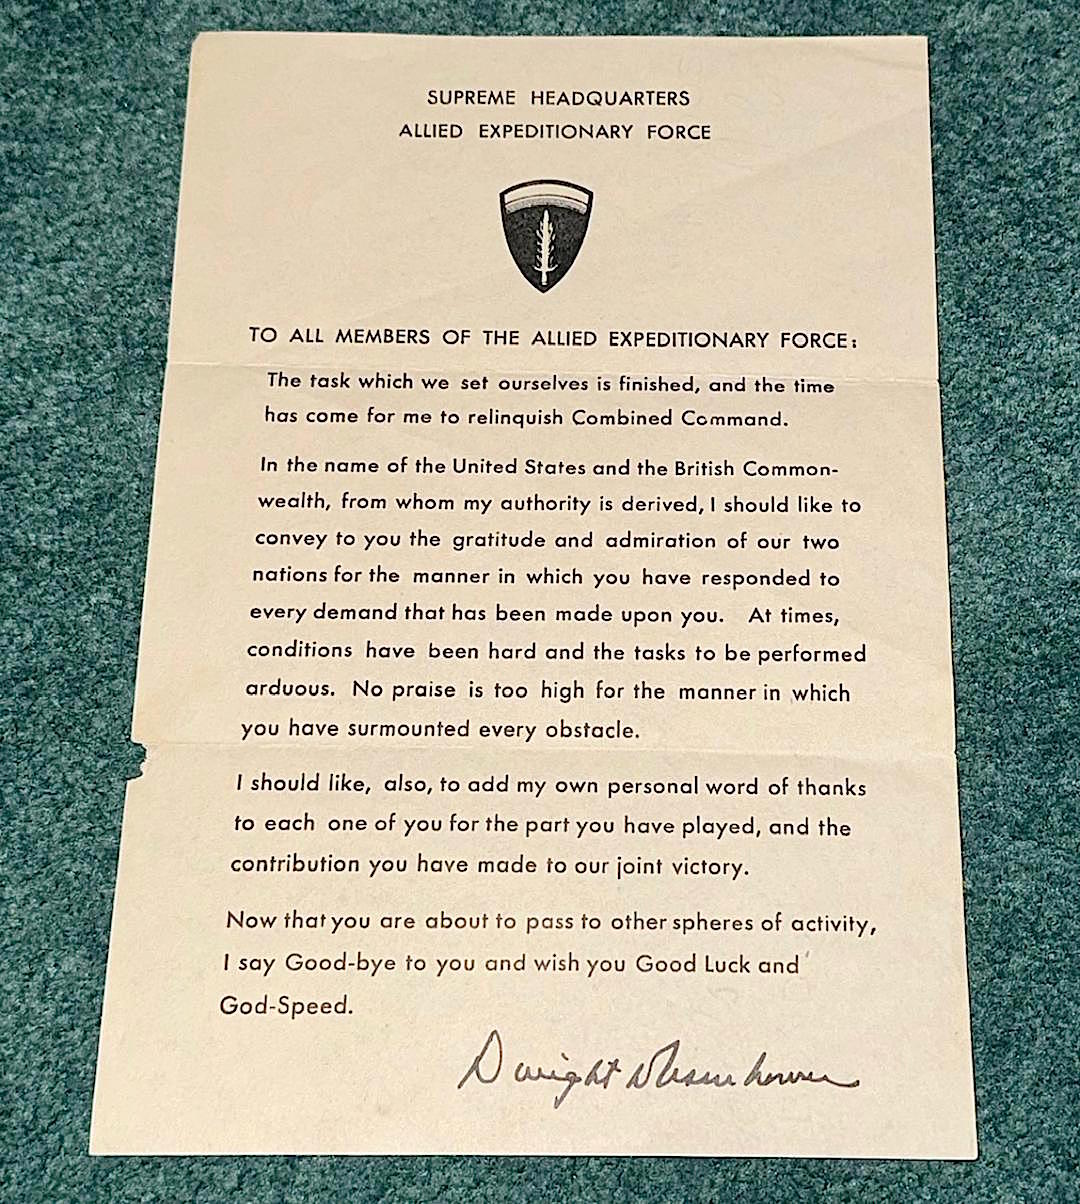 SUPREME HEADQUARTERS
ALLIED EXPEDITIONARY FORCE
TO ALL MEMBERS OF THE ALLIED EXPEDITIONARY FORCE:
The task which we set ourselves is finished, and the time
has come for me to relinquish Combined Command.
In the name of the United States and the British Common-
wealth, from whom my authority is derived, I should like to
convey to you the gratitude and admiration of our two
nations for the manner in which you have responded to
every demand that has been made upon you. At times,
conditions have been hard and the tasks to be performed
arduous. No praise is too high for the manner in which
you have surmounted every obstacle.
I should like, also, to add my own personal word of thanks
to each one of you for the part you have played, and the
contribution you have made to our joint victory.
Now that you are about to pass to other spheres of activity,
I say Good-bye to you and wish you Good Luck and
God-Speed.
Dwight D Eisenhower